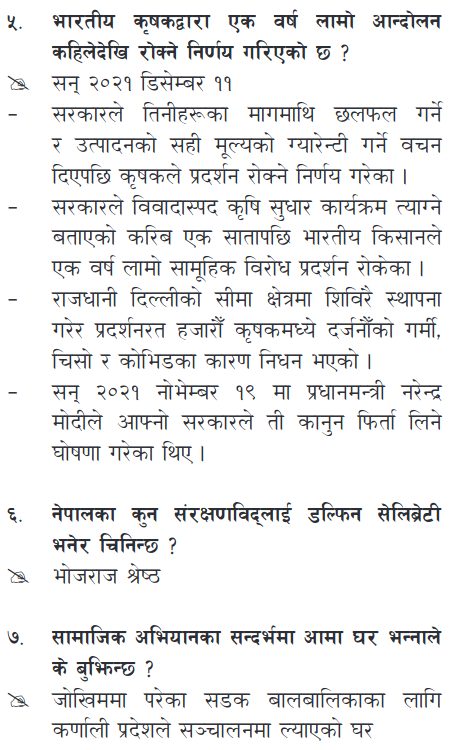 ५. भारतीय कृषकद्वारा एक वर्ष लामो आन्दोलन
कहिलेदेखि रोक्ने निर्णय गरिएको छ ?
सन् २०२१ डिसेम्बर ११
– सरकारले तिनीहरूका मागमाथि छलफल गर्ने
र उत्पादनको सही मूल्यको ग्यारेन्टी गर्ने वचन
दिएपछि कृषकले प्रदर्शन रोक्ने निर्णय गरेका ।
– सरकारले विवादास्पद कृषि सुधार कार्यक्रम त्याग्ने
बताएको करिब एक सातापछि भारतीय किसानले
एक वर्ष लामो सामूहिक विरोध प्रदर्शन रोकेका ।
– राजधानी दिल्लीको सीमा क्षेत्रमा शिविरै स्थापना
गरेर प्रदर्शनरत हजारौँ कृषकमध्ये दर्जनौँको गर्मी,
चिसो र कोभिडका कारण निधन भएको ।
– सन् २०२१ नोभेम्बर १९ मा प्रधानमन्त्री नरेन्द्र
मोदीले आफ्नो सरकारले ती कानुन फिर्ता लिने
घोषणा गरेका थिए ।
६. नेपालका कुन संरक्षणविद्लाई डल्फिन सेलिब्रेटी
भनेर चिनिन्छ ?
भोजराज श्रेष्ठ
७. सामाजिक अभियानका सन्दर्भमा आमा घर भन्नाले
के बुझिन्छ ?
जोखिममा परेका सडक बालबालिकाका लागि
कर्णाली प्रदेशले सञ्चालनमा ल्याएको घर